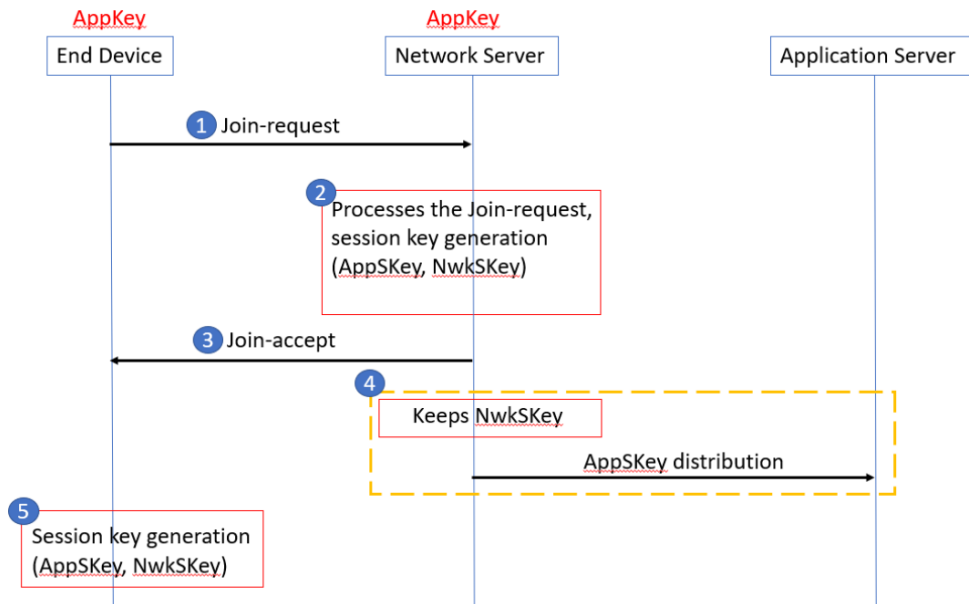 AppKey
AppKey
End Device
Network Server
Application Server
1 Join-request
2
Processes the Join-request,
session key generation
(AppSKey, NwkSKey)
3 Join-accept
4
Keeps NwkSKey
AppSKey distribution
5
Session key generation
(AppSKey, NwkSKey)